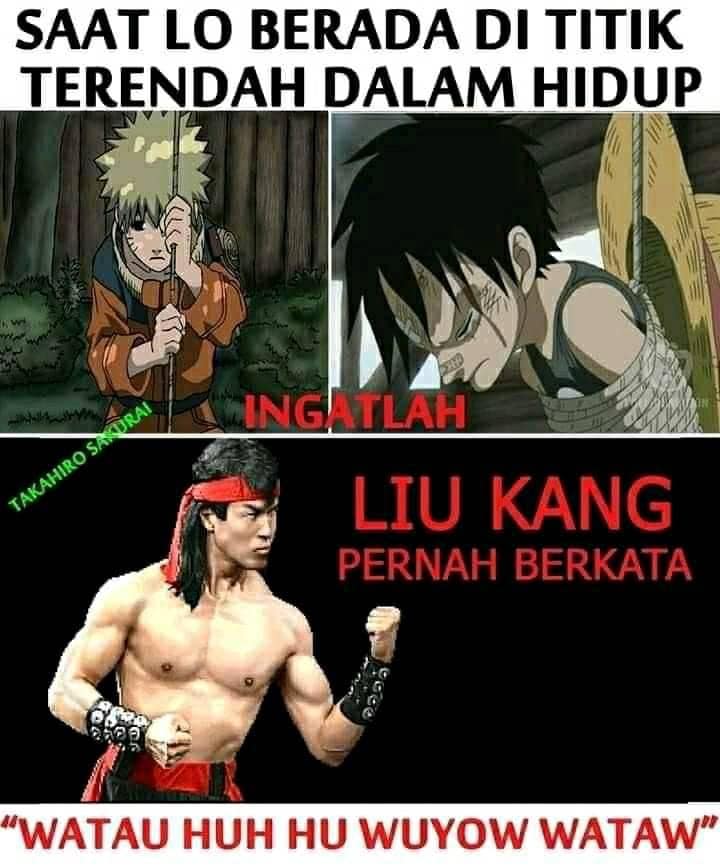 SAAT LO BERADA DI TITIK
TERENDAH DALAM HIDUP
INGATLAH
TAKAHIRO SAKURAI
LIU KANG
PERNAH BERKATA
"WATAU HUH HU WUYOW WATAW"